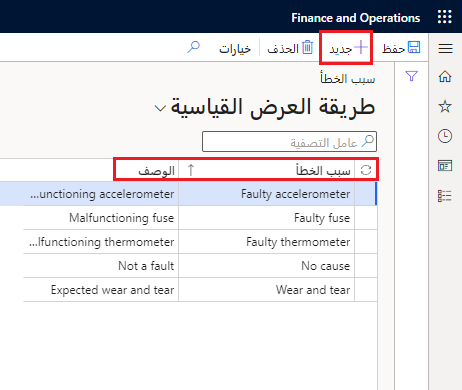 Finance and Operations
حفظ جديد الحذف خيارات
سبب الخطأ
طريقة العرض القياسية
عامل التصفية
سبب الخطأ الوصف
Faulty accelerometer ...unctioning accelerometer
Faulty fuse Malfunctioning fuse
Faulty thermometer ...lfunctioning thermometer
No cause Not a fault
Wear and tear Expected wear and tear